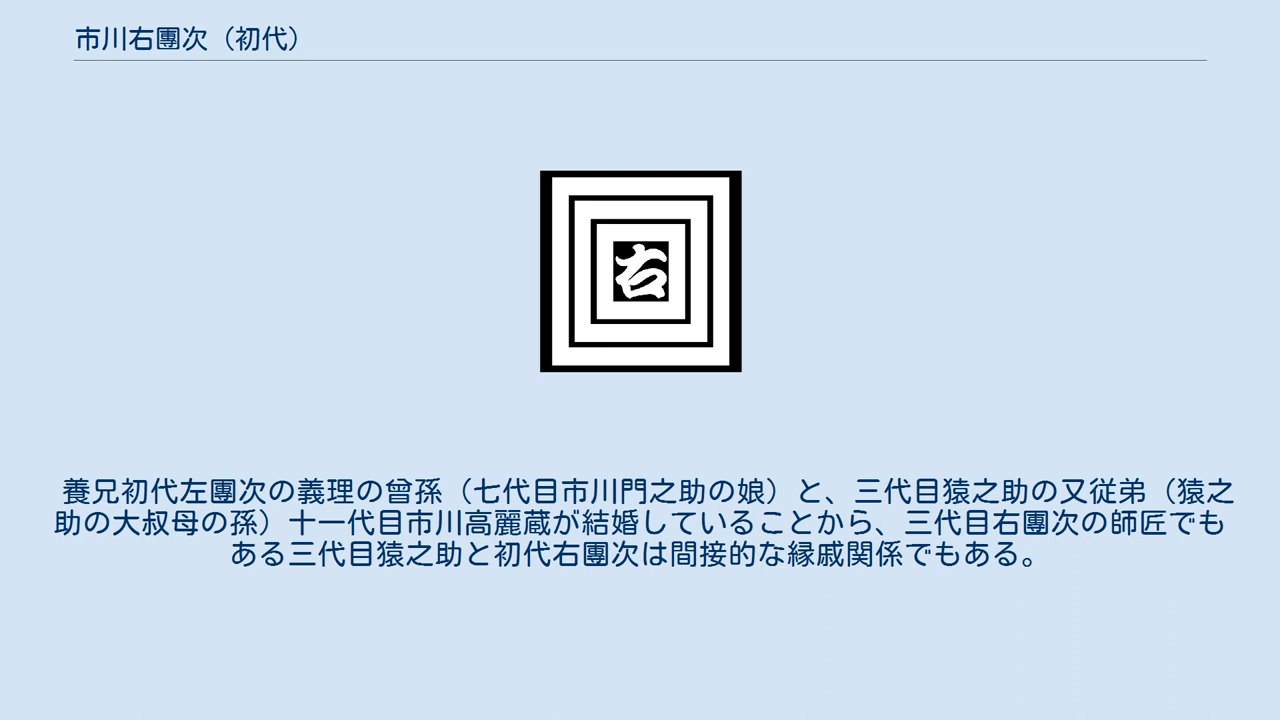 市川右團次（初代）
右
養兄初代左團次の義理の曾孫（七代目市川門之助の娘）と、三代目猿之助の又従弟（猿之
助の大叔母の孫）十一代目市川高麗蔵が結婚していることから、三代目右團次の師匠でも
ある三代目猿之助と初代右團次は間接的な縁戚関係でもある。